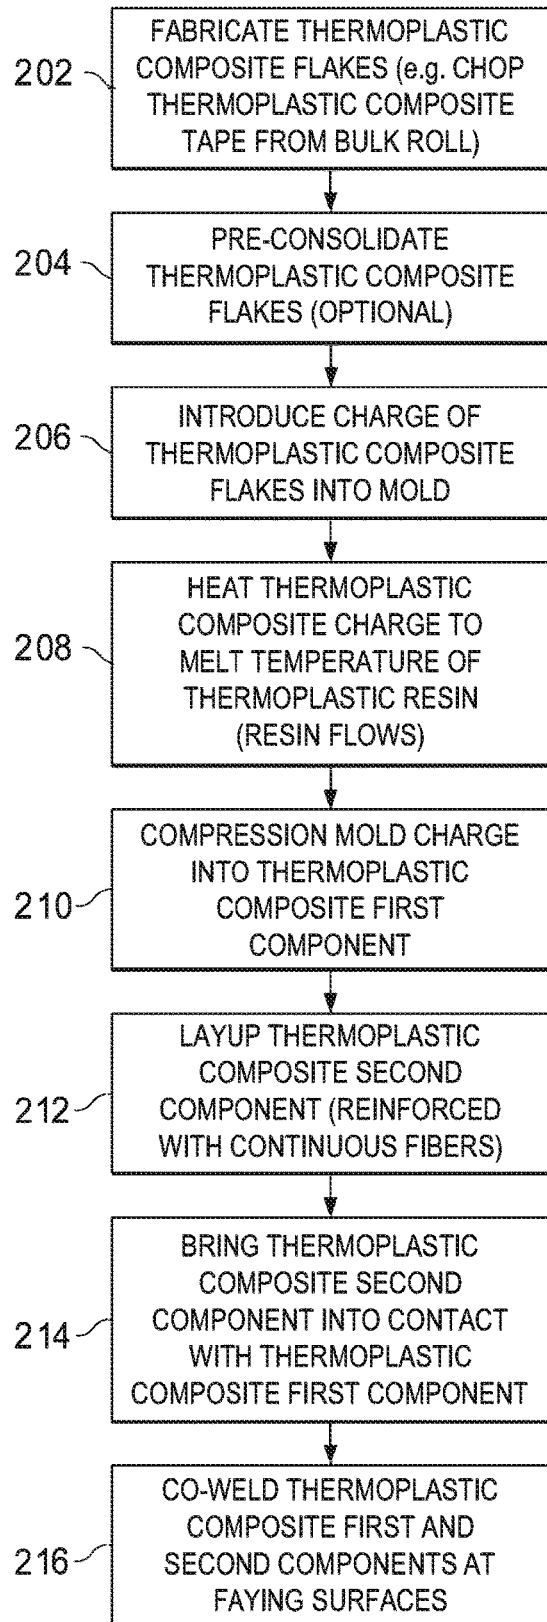 202
FABRICATE THERMOPLASTIC
COMPOSITE FLAKES (e.g. CHOP
THERMOPLASTIC COMPOSITE
TAPE FROM BULK ROLL)
204
PRE-CONSOLIDATE
THERMOPLASTIC COMPOSITE
FLAKES (OPTIONAL)
206
INTRODUCE CHARGE OF
THERMOPLASTIC COMPOSITE
FLAKES INTO MOLD
208
HEAT THERMOPLASTIC
COMPOSITE CHARGE TO
MELT TEMPERATURE OF
THERMOPLASTIC RESIN
(RESIN FLOWS)
210
COMPRESSION MOLD CHARGE
INTO THERMOPLASTIC
COMPOSITE FIRST
COMPONENT
212
LAYUP THERMOPLASTIC
COMPOSITE SECOND
COMPONENT (REINFORCED
WITH CONTINUOUS FIBERS)
214
BRING THERMOPLASTIC
COMPOSITE SECOND
COMPONENT INTO CONTACT
WITH THERMOPLASTIC
COMPOSITE FIRST COMPONENT
216
CO-WELD THERMOPLASTIC
COMPOSITE FIRST AND
SECOND COMPONENTS AT
FAYING SURFACES